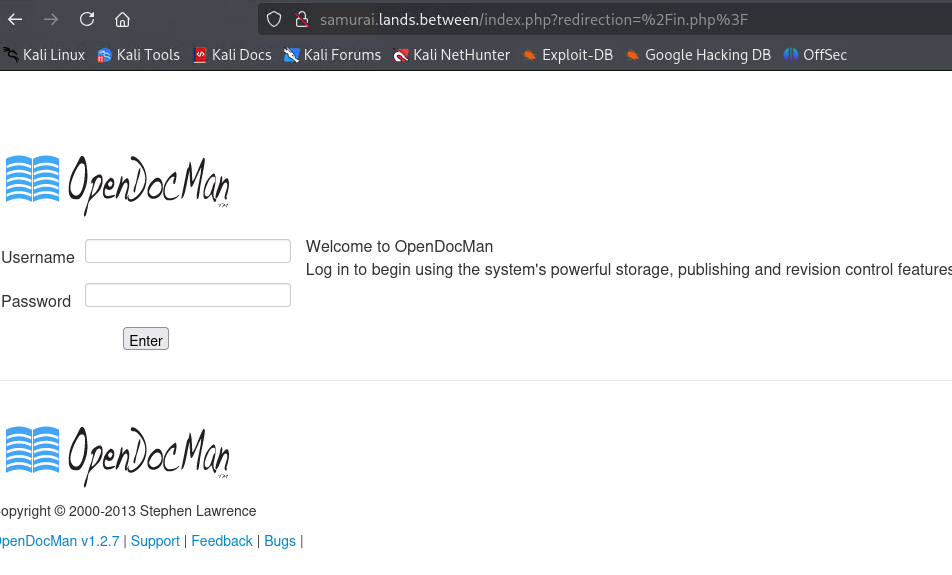 samurai.lands.between/index.php?redirection=%2Fin.php%3F
Kali Linux Kali Tools Kali Docs Kali Forums Kali NetHunter Exploit-DB Google Hacking DB OffSec
OpenDocMan™
Username
Welcome to OpenDocMan
Log in to begin using the system's powerful storage, publishing and revision control features
Password
Enter
OpenDocMan™
opyright © 2000-2013 Stephen Lawrence
OpenDocMan v1.2.7 | Support | Feedback | Bugs |